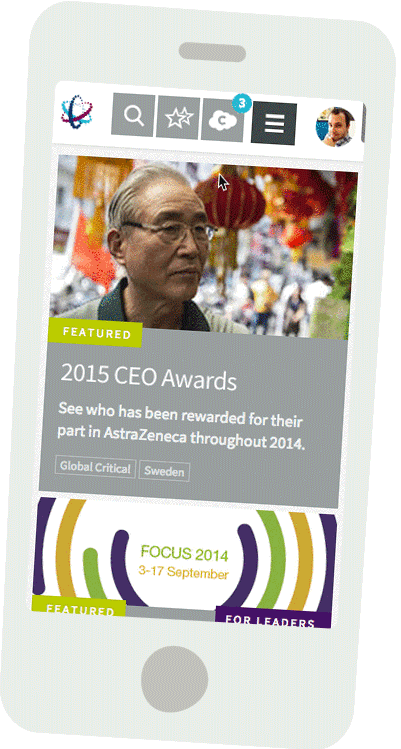 C
3
FEATURED
2015 CEO Awards
See who has been rewarded for their
part in AstraZeneca throughout 2014.
Global Critical
Sweden
FOCUS 2014
3-17 September
FEATURED
FOR LEADERS